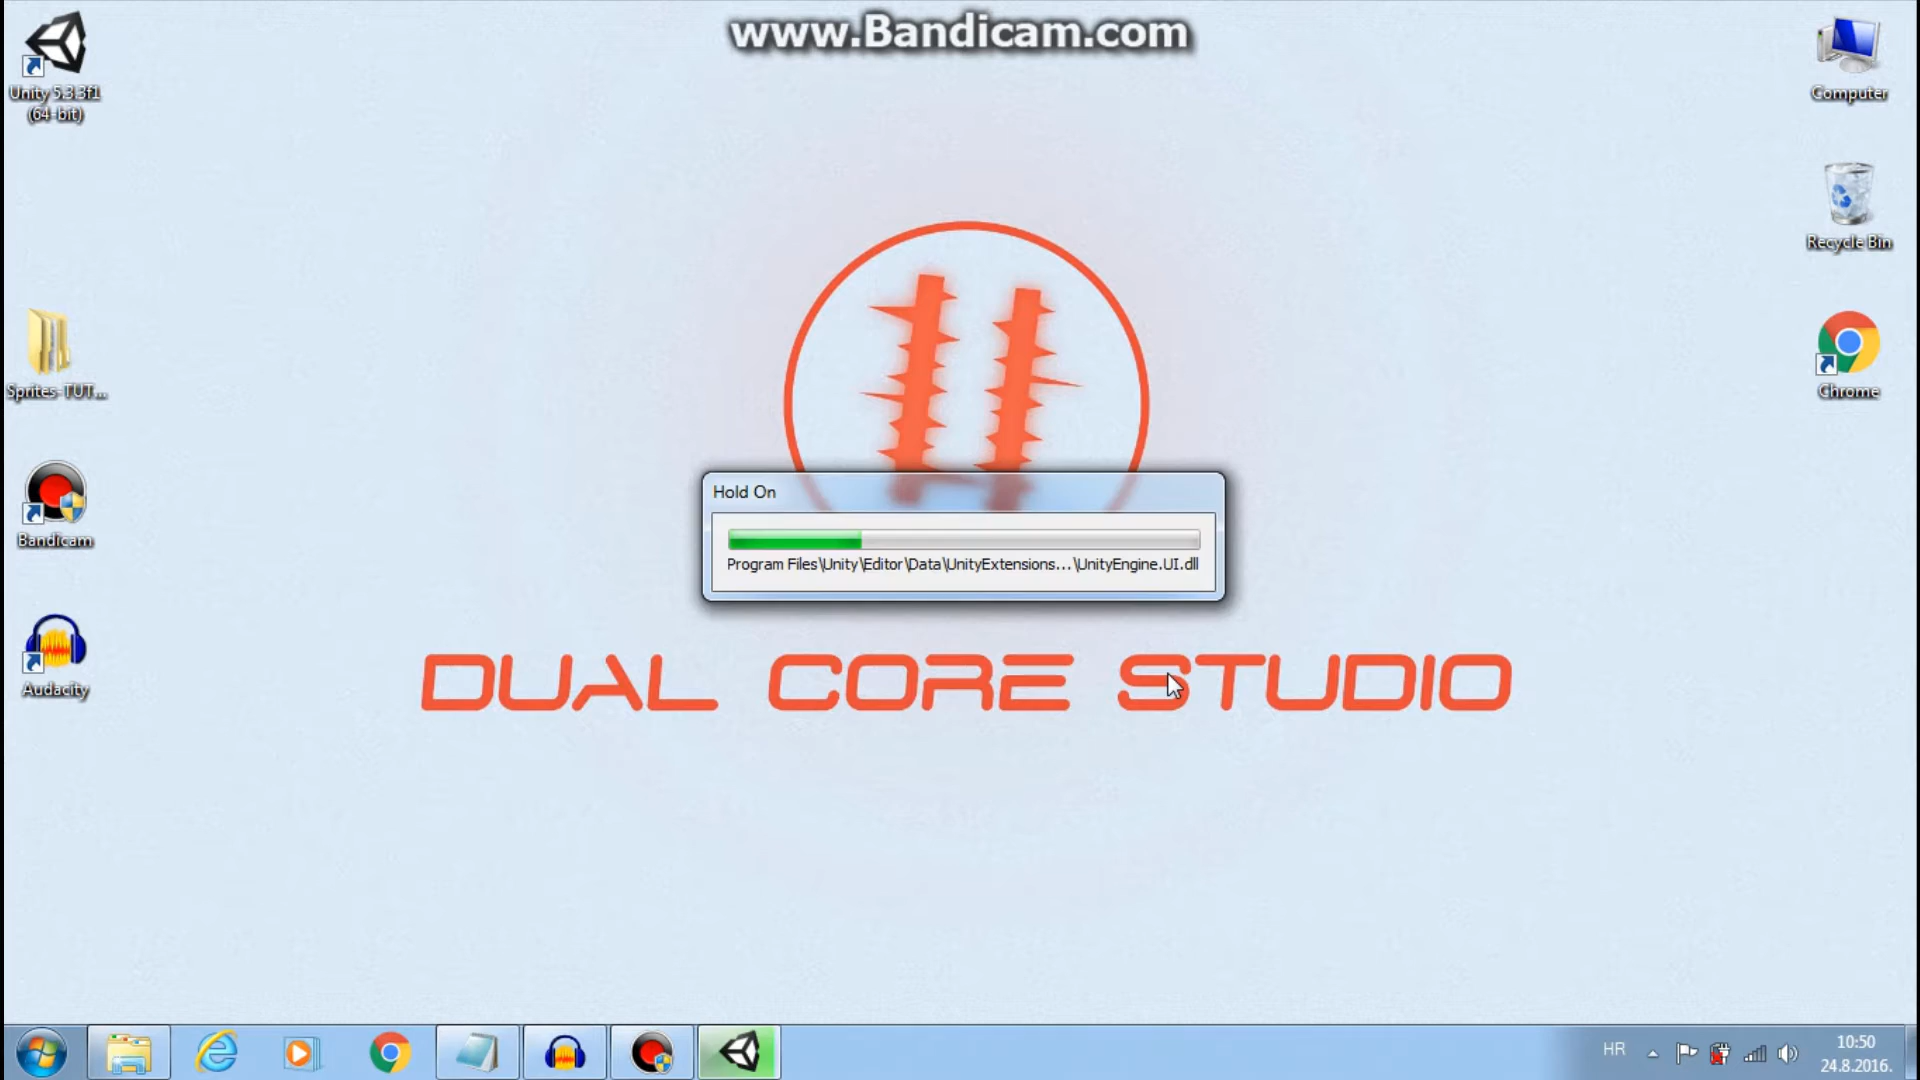 www.Bandicam.com
Unity 5.3.3f1
(64-bit)
Computer
Recycle Bin
Sprites-TUT...
Chrome
Hold On
Program Files\Unity\Editor\Data\UnityExtensions...\UnityEngine.UI.dll
Bandicam
Audacity
DUAL CORE STUDIO
HR
10:50
24.8.2016.